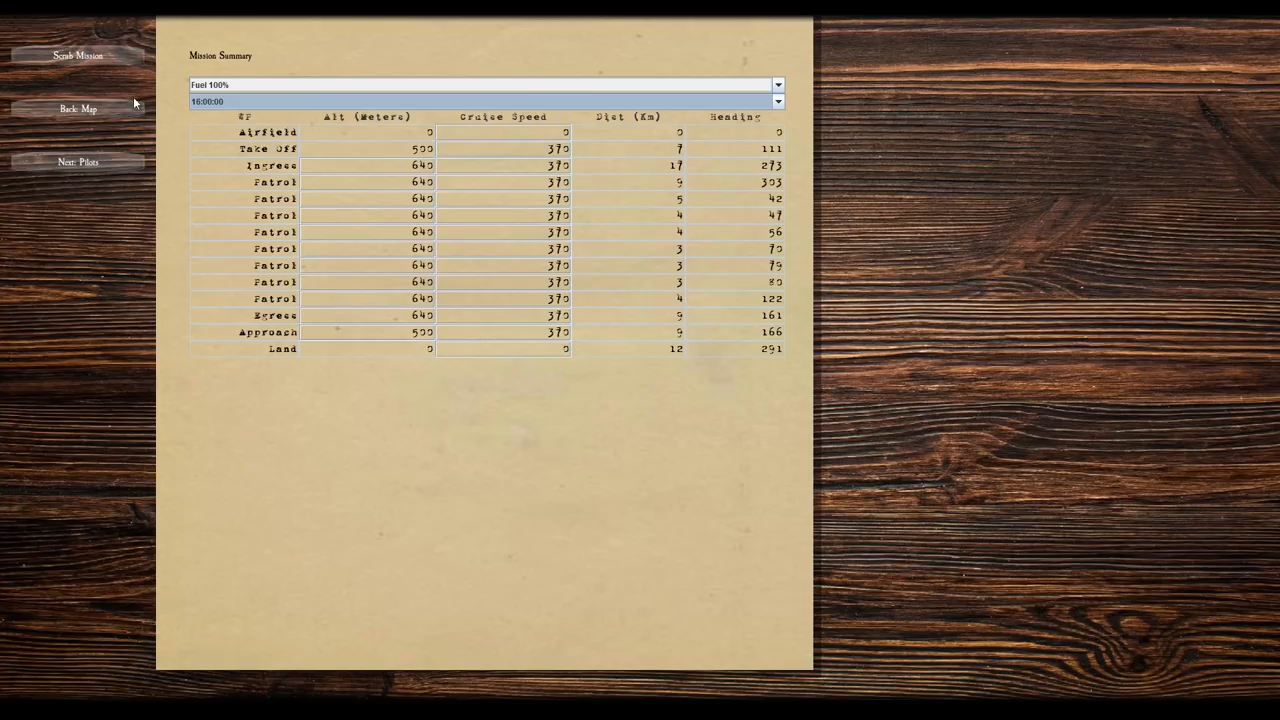 Scrub Mission
Back: Map
Next: Pilots
Mission Summary
Fuel 100%
16:00:00
WP Alt (Meters) Cruise Speed Dist (Km) Heading
Airfield 0 0 0 0
Take Off 500 370 7 111
Ingress 640 370 17 273
Patrol 640 370 9 303
Patrol 640 370 5 42
Patrol 640 370 4 47
Patrol 640 370 4 56
Patrol 640 370 3 70
Patrol 640 370 3 79
Patrol 640 370 3 80
Patrol 640 370 4 122
Egress 640 370 9 161
Approach 500 370 9 166
Land 0 0 12 291